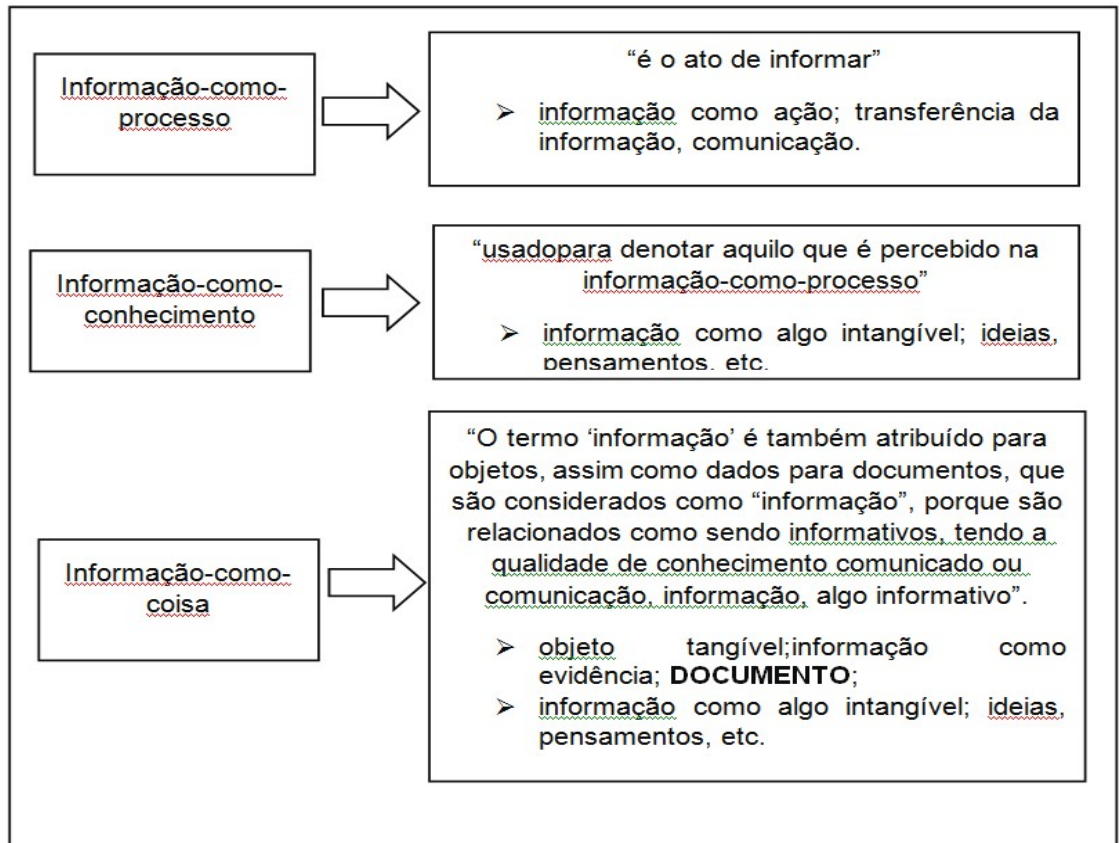 Informação-como-
processo
“é o ato de informar”
➢ informação como ação; transferência da
informação, comunicação.
Informação-como-
conhecimento
“usadopara denotar aquilo que é percebido na
informação-como-processo”
➢ informação como algo intangível; ideias,
pensamentos, etc.
Informação-como-
coisa
“O termo ‘informação’ é também atribuído para
objetos, assim como dados para documentos, que
são considerados como “informação”, porque são
relacionados como sendo informativos, tendo a
qualidade de conhecimento comunicado ou
comunicação, informação, algo informativo”.
➢ objeto tangível;informação como
evidência; DOCUMENTO;
➢ informação como algo intangível; ideias,
pensamentos, etc.